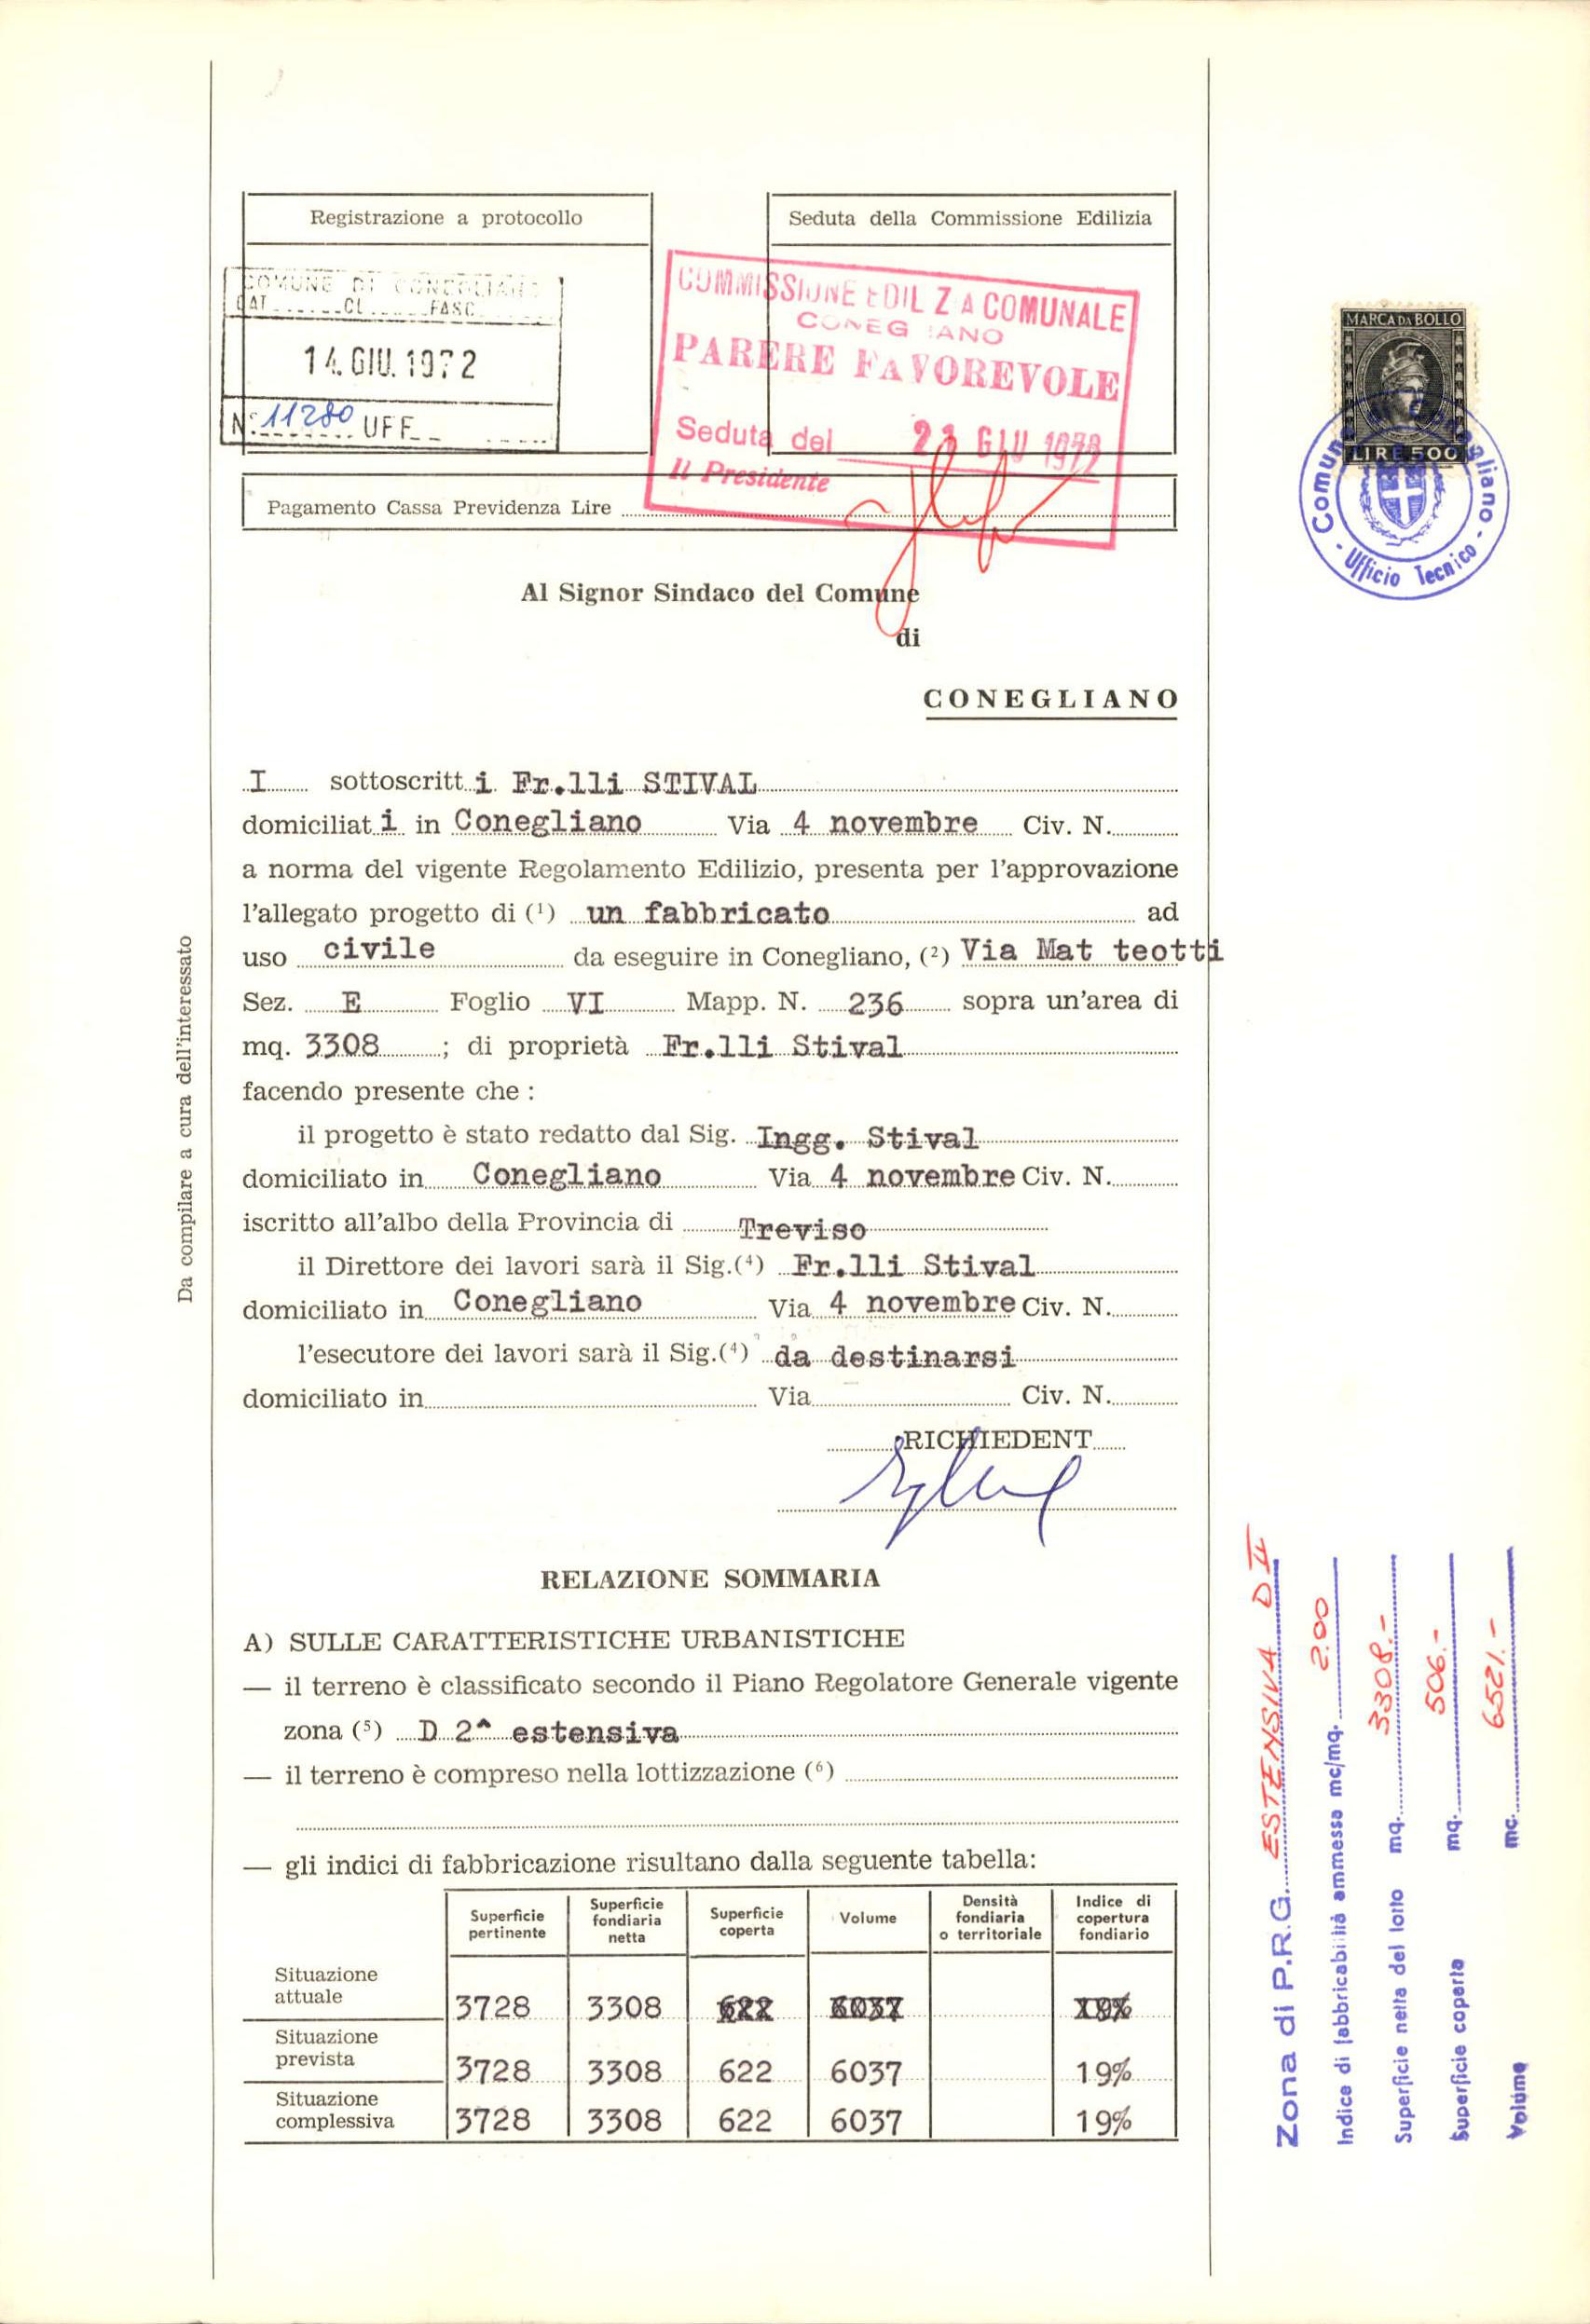 Registrazione a protocollo
COMUNE DI CONEGLIANO
CAT......CL......FASC......
14. GIU. 1972
N. 11280 UFF.
Seduta della Commissione Edilizia
COMMISSIONE EDIL Z A COMUNALE
CONEG IANO
PARERE FAVOREVOLE
Seduta del GIU 1972
Il Presidente
Pagamento Cassa Previdenza Lire
MARCA DA BOLLO
LIRE 500
Comune Conegliano - Ufficio Tecnico -
Al Signor Sindaco del Comune
di
CONEGLIANO
Da compilare a cura dell'interessato
I sottoscritt i Fr.lli STIVAL
domiciliat i in Conegliano Via 4 novembre Civ. N.
a norma del vigente Regolamento Edilizio, presenta per l'approvazione
l'allegato progetto di (¹) un fabbricato ad
uso civile da eseguire in Conegliano, (²) Via Mat teotti
Sez. E Foglio VI Mapp. N. 236 sopra un'area di
mq. 3308 ; di proprietà Fr.lli Stival
facendo presente che :
il progetto è stato redatto dal Sig. Ingg. Stival
domiciliato in Conegliano Via 4 novembre Civ. N.
iscritto all'albo della Provincia di Treviso
il Direttore dei lavori sarà il Sig.(⁴) Fr.lli Stival
domiciliato in Conegliano Via 4 novembre Civ. N.
l'esecutore dei lavori sarà il Sig.(⁴) da destinarsi
domiciliato in Via Civ. N.
RICHIEDENT
RELAZIONE SOMMARIA
A) SULLE CARATTERISTICHE URBANISTICHE
— il terreno è classificato secondo il Piano Regolatore Generale vigente
zona (⁵) D 2^ estensiva
— il terreno è compreso nella lottizzazione (⁶)
— gli indici di fabbricazione risultano dalla seguente tabella:
Superficie pertinente Superficie fondiaria netta Superficie coperta Volume Densità fondiaria o territoriale Indice di copertura fondiario
Situazione attuale 3728 3308 622 6037 19%
Situazione prevista 3728 3308 622 6037 19%
Situazione complessiva 3728 3308 622 6037 19%
Zona di P.R.G. ESTENSIVA D II
Indice di fabbricabilità ammessa mc/mq. 2.00
Superficie netta del lotto mq. 3308.-
Superficie coperta mq. 506.-
Volume mc. 6521.-